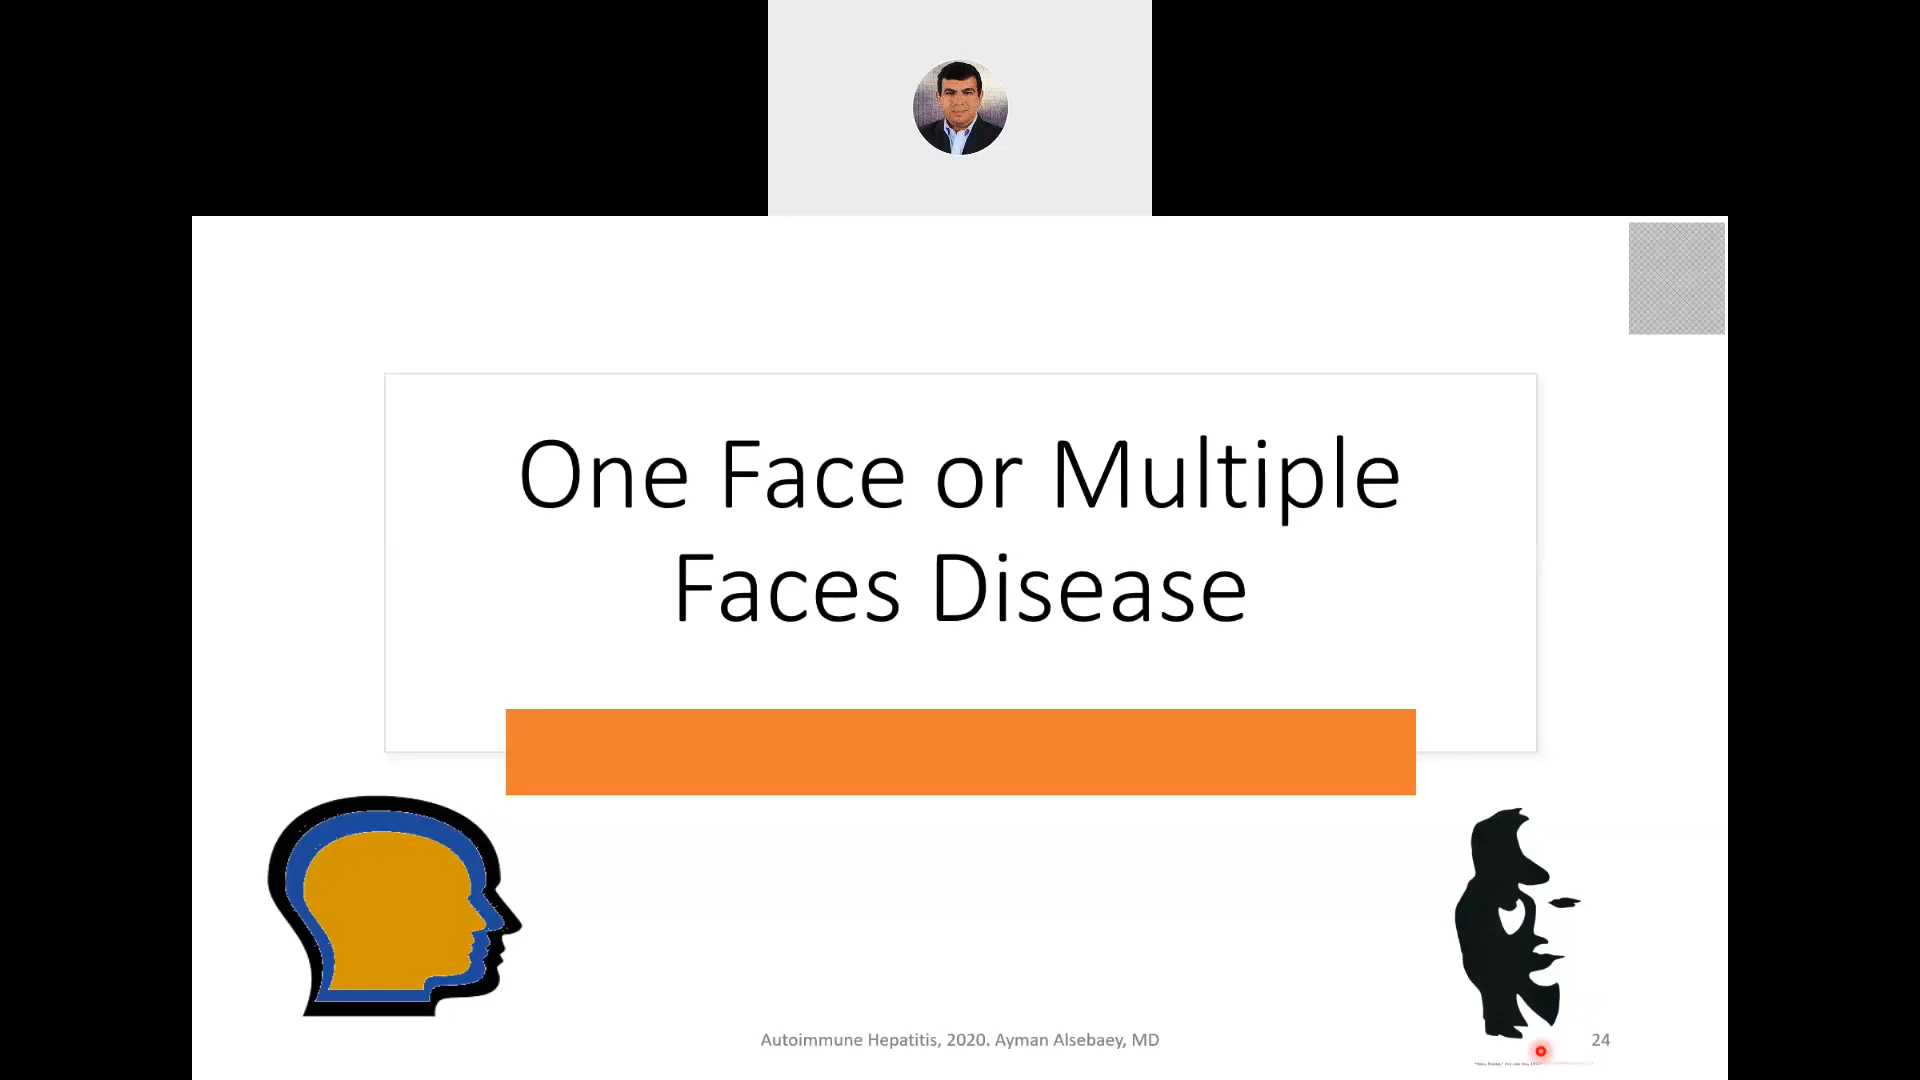 One Face or Multiple
Faces Disease
Autoimmune Hepatitis, 2020. Ayman Alsebaey, MD
24